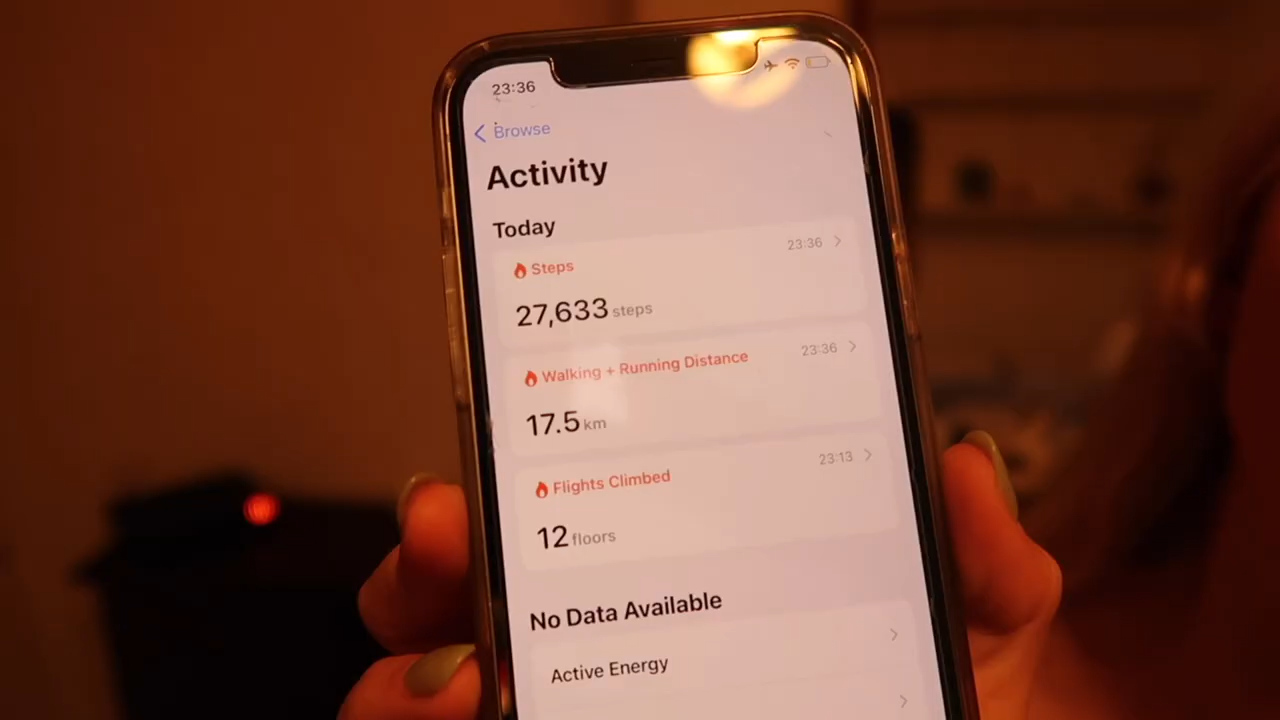 23:36
Browse
Activity
Today
Steps 23:36
27,633 steps
Walking + Running Distance 23:36
17.5 km
Flights Climbed 23:13
12 floors
No Data Available
Active Energy